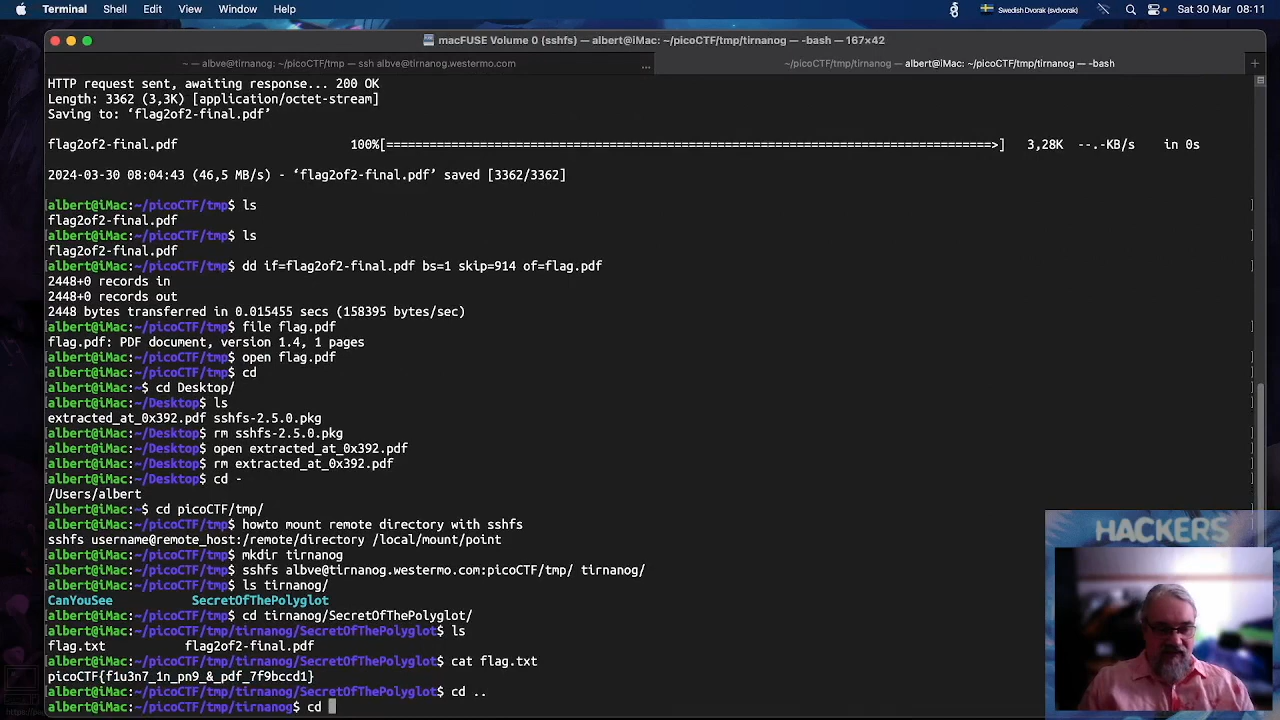 Terminal Shell Edit View Window Help Swedish Dvorak (svorak) Sat 30 Mar 08:11
macFUSE Volume 0 (sshfs) — albert@iMac: ~/picoCTF/tmp/tirnanog — -bash — 167×42
~ — albve@tirnanog: ~/picoCTF/tmp — ssh albve@tirnanog.westermo.com ... ~/picoCTF/tmp/tirnanog — albert@iMac: ~/picoCTF/tmp/tirnanog — -bash
HTTP request sent, awaiting response... 200 OK
Length: 3362 (3,3K) [application/octet-stream]
Saving to: ‘flag2of2-final.pdf’
flag2of2-final.pdf 100%[=====================================================================================>] 3,28K --.-KB/s in 0s
2024-03-30 08:04:43 (46,5 MB/s) - ‘flag2of2-final.pdf’ saved [3362/3362]
albert@iMac:~/picoCTF/tmp$ ls
flag2of2-final.pdf
albert@iMac:~/picoCTF/tmp$ ls
flag2of2-final.pdf
albert@iMac:~/picoCTF/tmp$ dd if=flag2of2-final.pdf bs=1 skip=914 of=flag.pdf
2448+0 records in
2448+0 records out
2448 bytes transferred in 0.015455 secs (158395 bytes/sec)
albert@iMac:~/picoCTF/tmp$ file flag.pdf
flag.pdf: PDF document, version 1.4, 1 pages
albert@iMac:~/picoCTF/tmp$ open flag.pdf
albert@iMac:~/picoCTF/tmp$ cd
albert@iMac:~$ cd Desktop/
albert@iMac:~/Desktop$ ls
extracted_at_0x392.pdf sshfs-2.5.0.pkg
albert@iMac:~/Desktop$ rm sshfs-2.5.0.pkg
albert@iMac:~/Desktop$ open extracted_at_0x392.pdf
albert@iMac:~/Desktop$ rm extracted_at_0x392.pdf
albert@iMac:~/Desktop$ cd -
/Users/albert
albert@iMac:~$ cd picoCTF/tmp/
albert@iMac:~/picoCTF/tmp$ howto mount remote directory with sshfs
sshfs username@remote_host:/remote/directory /local/mount/point
albert@iMac:~/picoCTF/tmp$ mkdir tirnanog
albert@iMac:~/picoCTF/tmp$ sshfs albve@tirnanog.westermo.com:picoCTF/tmp/ tirnanog/
albert@iMac:~/picoCTF/tmp$ ls tirnanog/
CanYouSee SecretOfThePolyglot
albert@iMac:~/picoCTF/tmp$ cd tirnanog/SecretOfThePolyglot/
albert@iMac:~/picoCTF/tmp/tirnanog/SecretOfThePolyglot$ ls
flag.txt flag2of2-final.pdf
albert@iMac:~/picoCTF/tmp/tirnanog/SecretOfThePolyglot$ cat flag.txt
picoCTF{f1u3n7_1n_pn9_&_pdf_7f9bccd1}
albert@iMac:~/picoCTF/tmp/tirnanog/SecretOfThePolyglot$ cd ..
albert@iMac:~/picoCTF/tmp/tirnanog$ cd
HACKERS